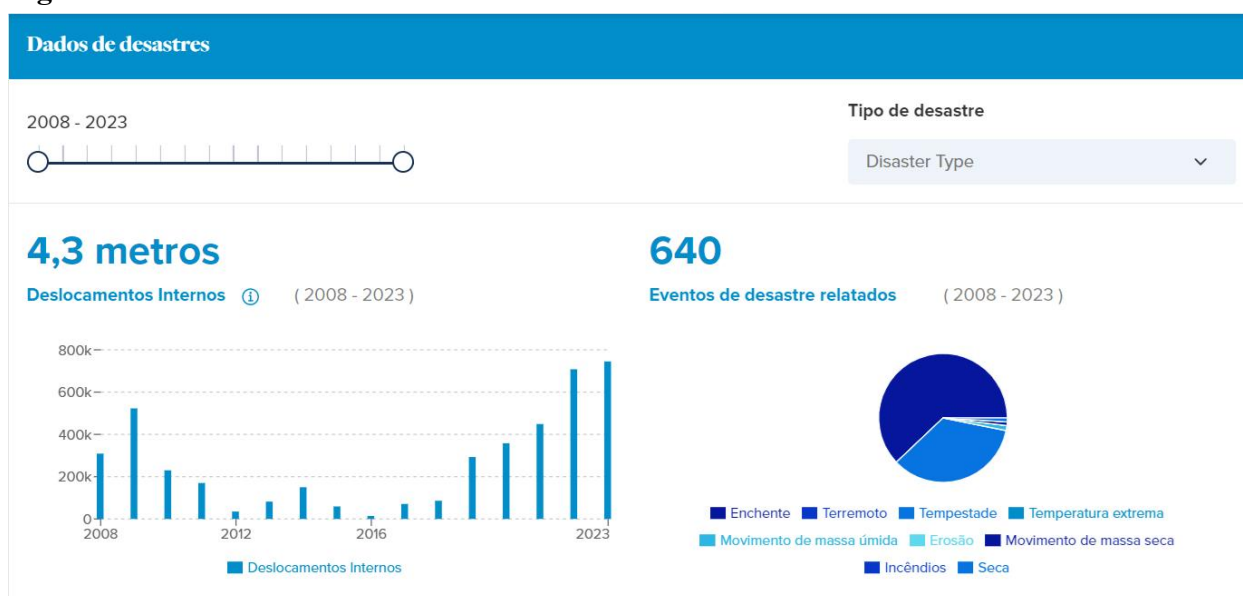 Dados de desastres
2008 - 2023
Tipo de desastre
Disaster Type
4,3 metros
Deslocamentos Internos ( 2008 - 2023 )
640
Eventos de desastre relatados ( 2008 - 2023 )
800k
600k
400k
200k
0
2008 2012 2016 2023
Deslocamentos Internos
Enchente Terremoto Tempestade Temperatura extrema
Movimento de massa úmida Erosão Movimento de massa seca
Incêndios Seca